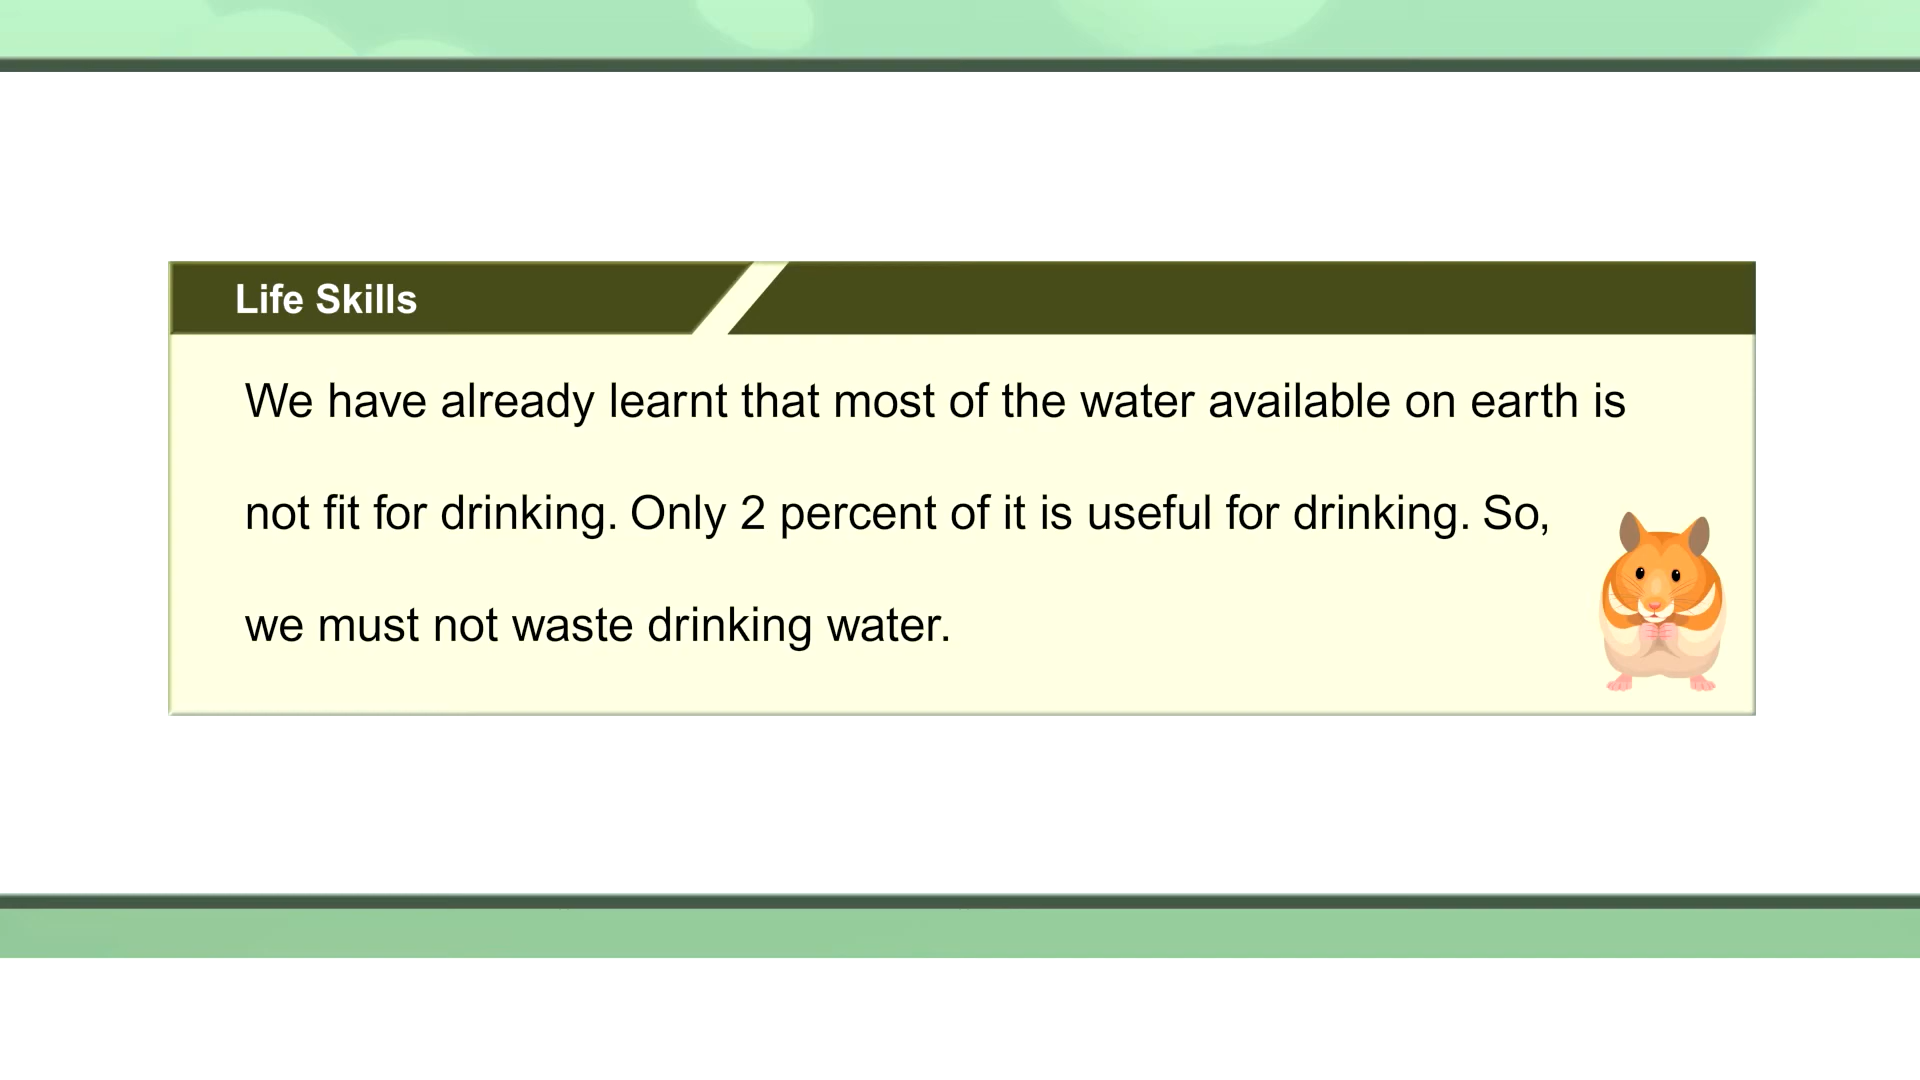 Life Skills
We have already learnt that most of the water available on earth is
not fit for drinking. Only 2 percent of it is useful for drinking. So,
we must not waste drinking water.